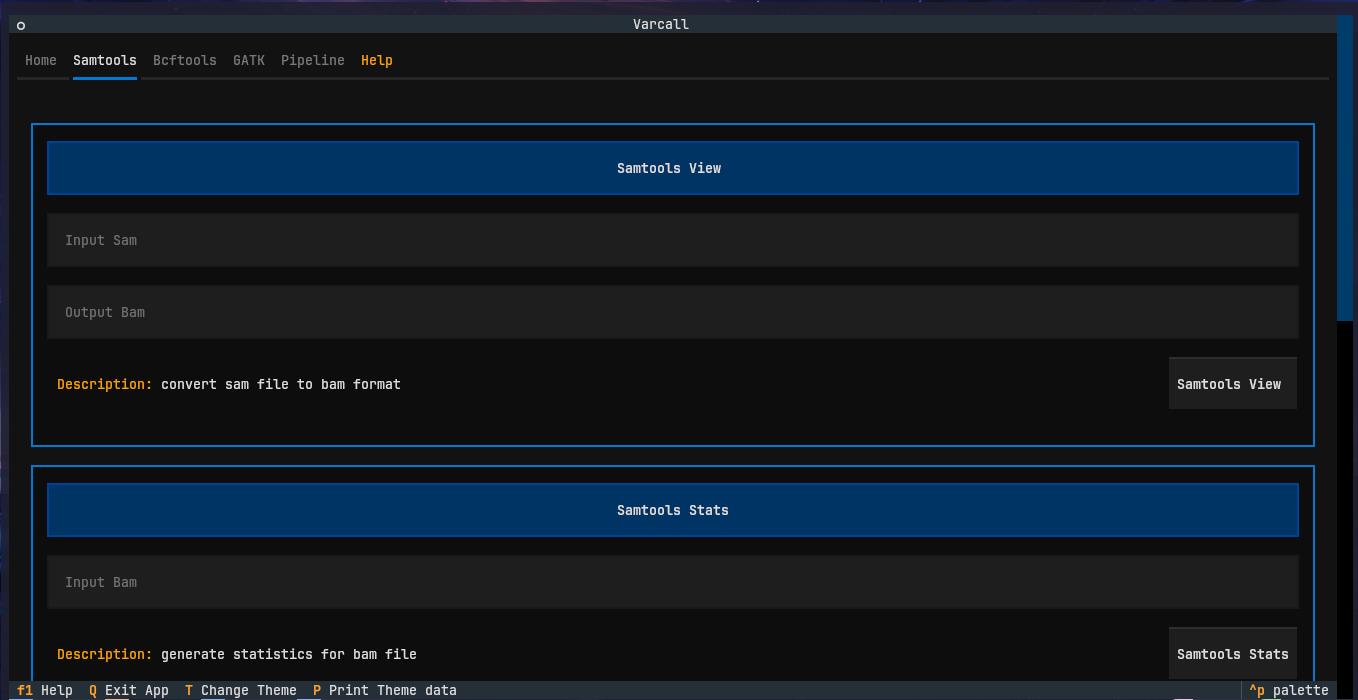 Varcall
Home Samtools Bcftools GATK Pipeline Help
Samtools View
Input Sam
Output Bam
Description: convert sam file to bam format
Samtools View
Samtools Stats
Input Bam
Description: generate statistics for bam file
Samtools Stats
f1 Help Q Exit App T Change Theme P Print Theme data ^p palette